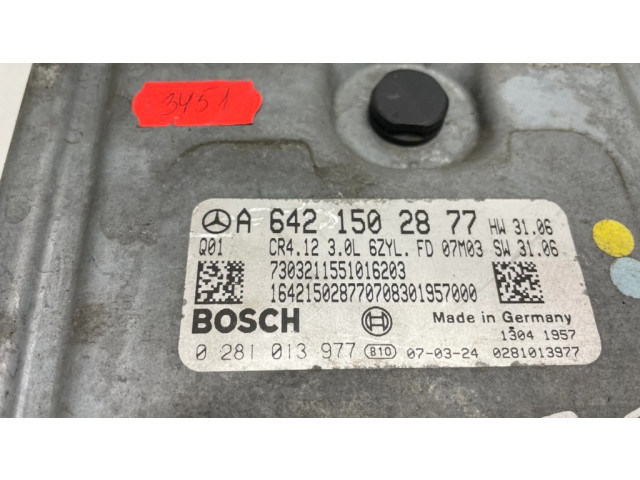 3451
A 642 150 28 77 HW 31.06
Q01 CR4.12 3.0L 6ZYL. FD 07M03 SW 31.06
7303211551016203
164215028770708301957000
BOSCH Made in Germany
1304 1957
0 281 013 977 B10 07-03-24 0281013977